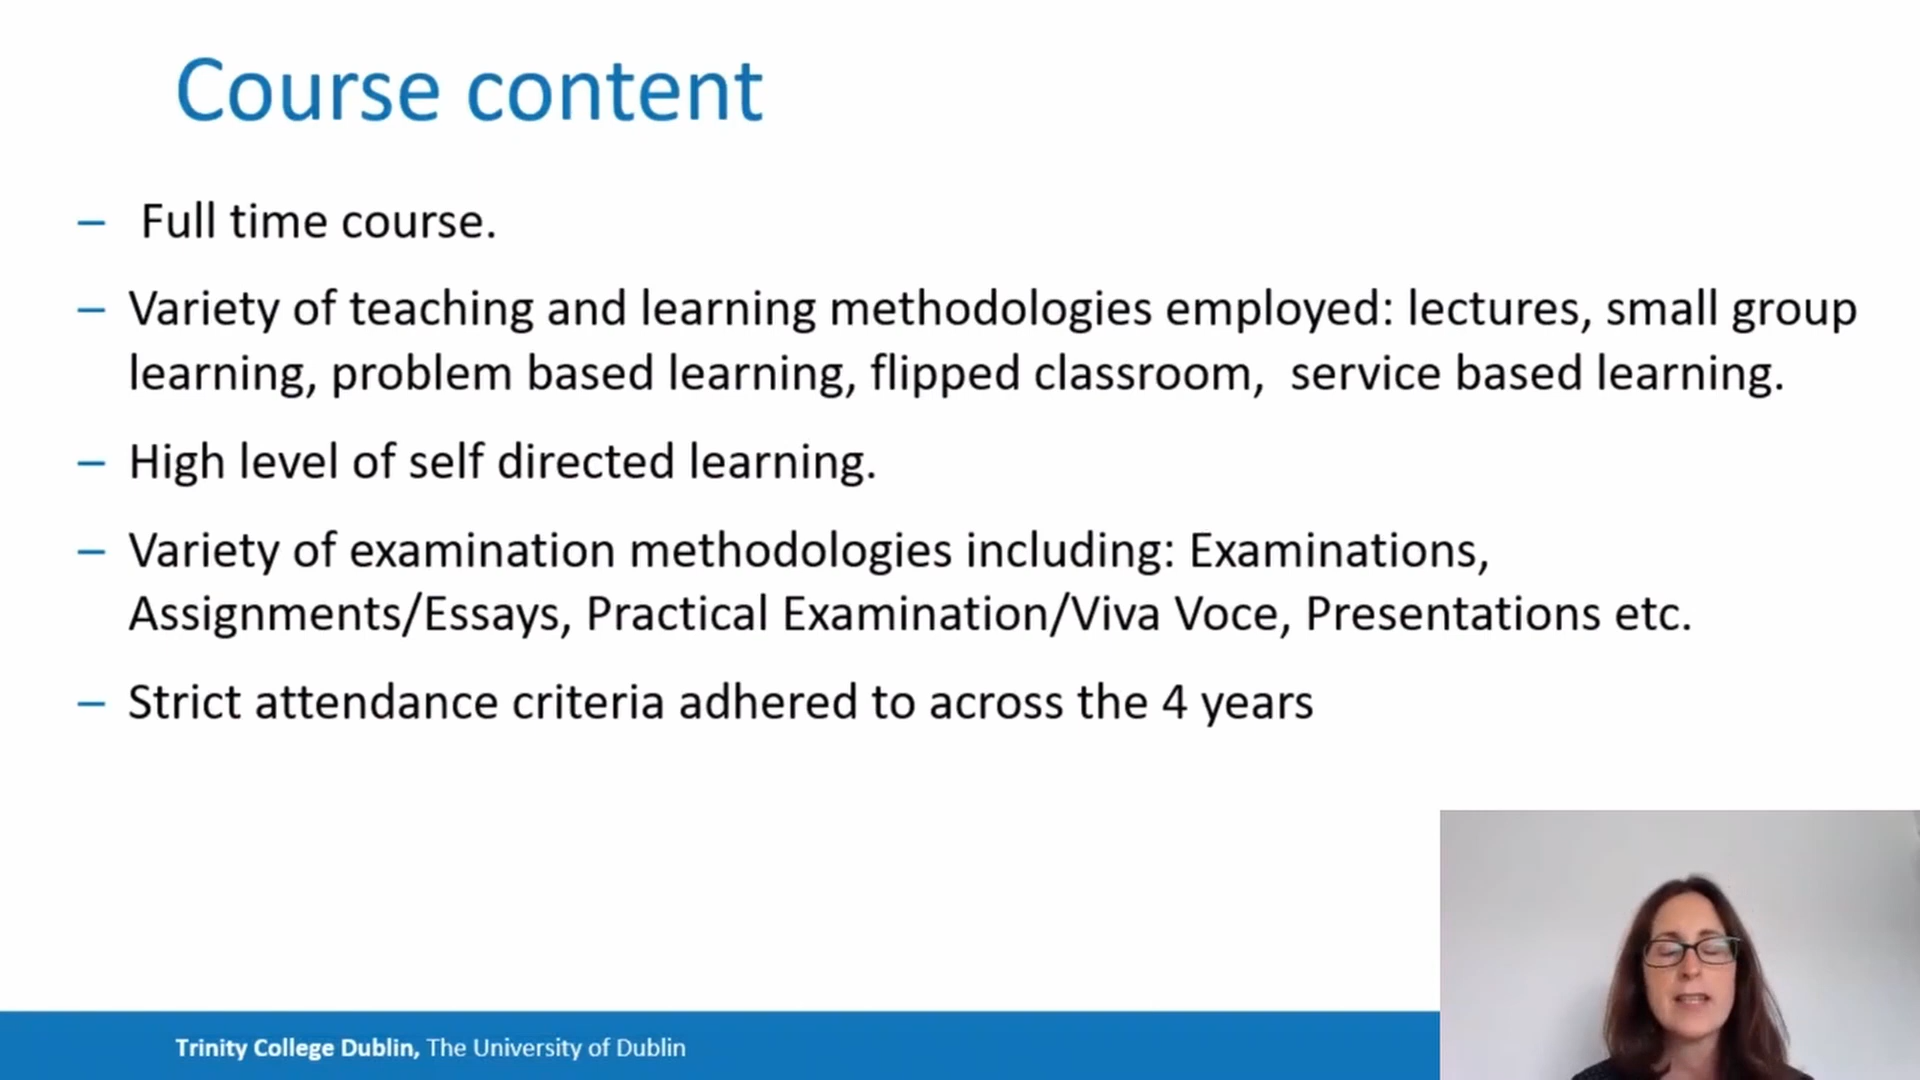 Course content
– Full time course.
– Variety of teaching and learning methodologies employed: lectures, small group
learning, problem based learning, flipped classroom, service based learning.
– High level of self directed learning.
– Variety of examination methodologies including: Examinations,
Assignments/Essays, Practical Examination/Viva Voce, Presentations etc.
– Strict attendance criteria adhered to across the 4 years
Trinity College Dublin, The University of Dublin